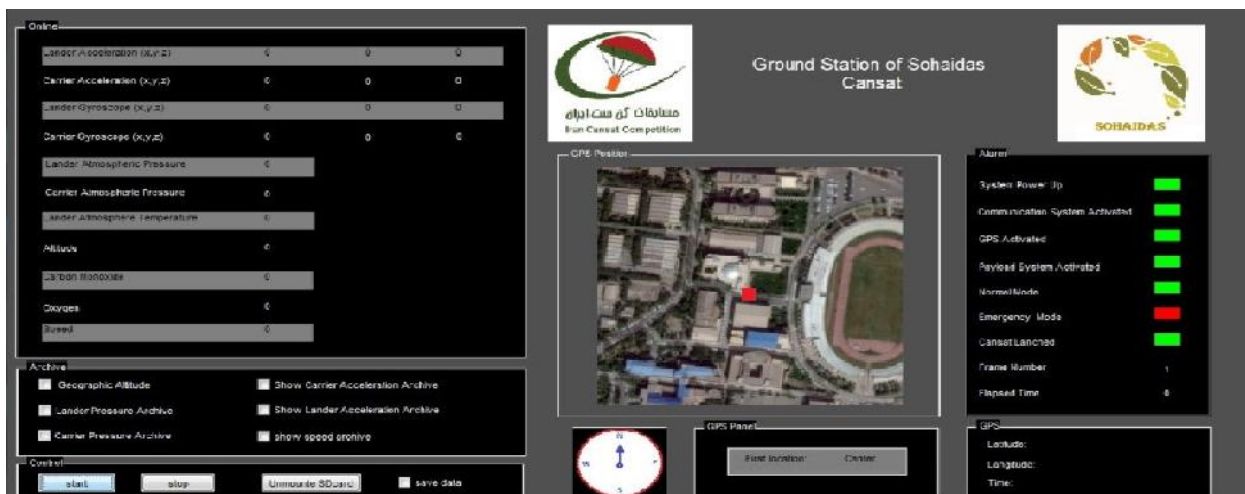 Online
Lander Acceleration (x,y,z) 0 0 0
Carrier Acceleration (x,y,z) 0 0 0
Lander Gyroscope (x,y,z) 0 0 0
Carrier Gyroscope (x,y,z) 0 0 0
Lander Atmospheric Pressure 0
Carrier Atmospheric Pressure 0
Lander Atmosphere Temperature 0
Altitude 0
Carbon Monoxide 0
Oxygen 0
Speed 0
Archive
Geographic Altitude
Show Carrier Acceleration Archive
Lander Pressure Archive
Show Lander Acceleration Archive
Carrier Pressure Archive
show speed archive
Control
start
stop
Unmounte SDcard
save data
مسابقات کن ست ایران
Iran Cansat Competition
Ground Station of Sohaidas
Cansat
SOHAIDAS
GPS Position
N
W
E
S
GPS Panel
First location: Center
Alarm
System Power Up
Communication System Activated
GPS Activated
Payload System Activated
Normal Mode
Emergency Mode
Cansat Lanched
Frame Number 1
Elapsed Time 0
GPS
Latitude:
Longitude:
Time: